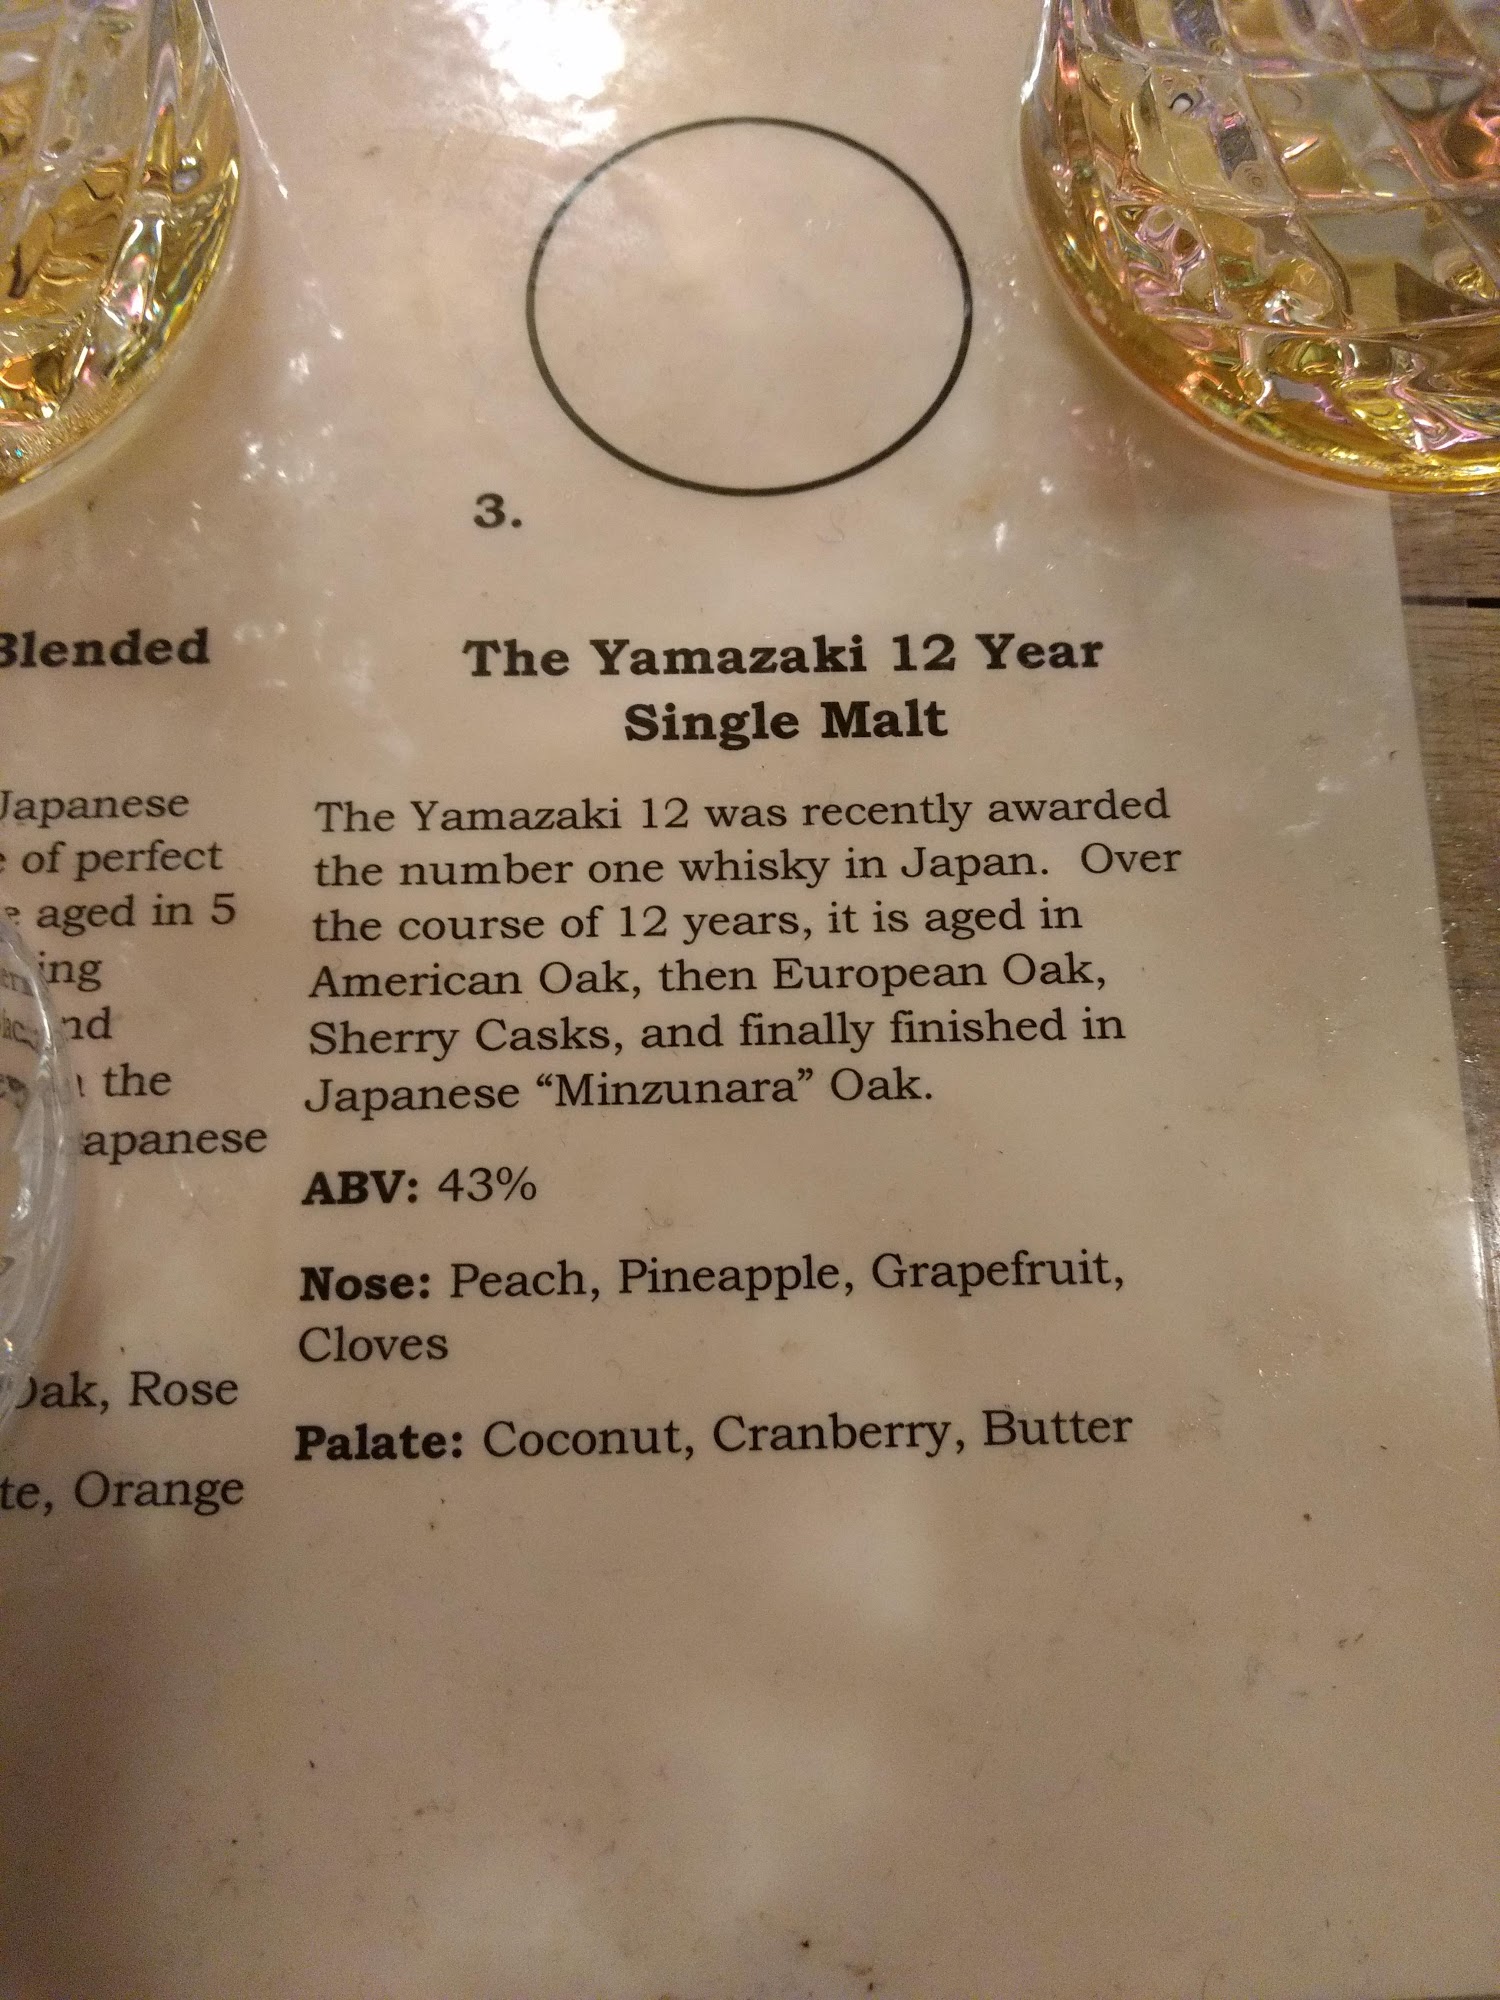 3.
Blended
Japanese
of perfect
aged in 5
ing
nd
the
apanese
Oak, Rose
te, Orange
The Yamazaki 12 Year
Single Malt
The Yamazaki 12 was recently awarded
the number one whisky in Japan. Over
the course of 12 years, it is aged in
American Oak, then European Oak,
Sherry Casks, and finally finished in
Japanese “Minzunara” Oak.
ABV: 43%
Nose: Peach, Pineapple, Grapefruit,
Cloves
Palate: Coconut, Cranberry, Butter